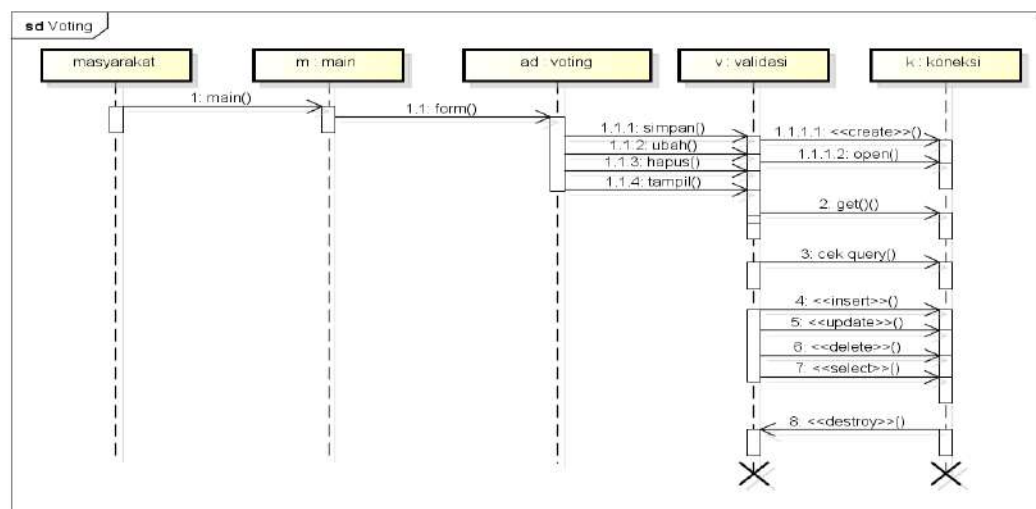 sd Voting
masyarakat
m : main
ad : voting
v : validasi
k : koneksi
1: main()
1.1: form()
1.1.1: simpan()
1.1.1.1: <<create>>()
1.1.2: ubah()
1.1.1.2: open()
1.1.3: hapus()
1.1.4: tampil()
2: get()()
3: cek query()
4: <<insert>>()
5: <<update>>()
6: <<delete>>()
7: <<select>>()
8: <<destroy>>()